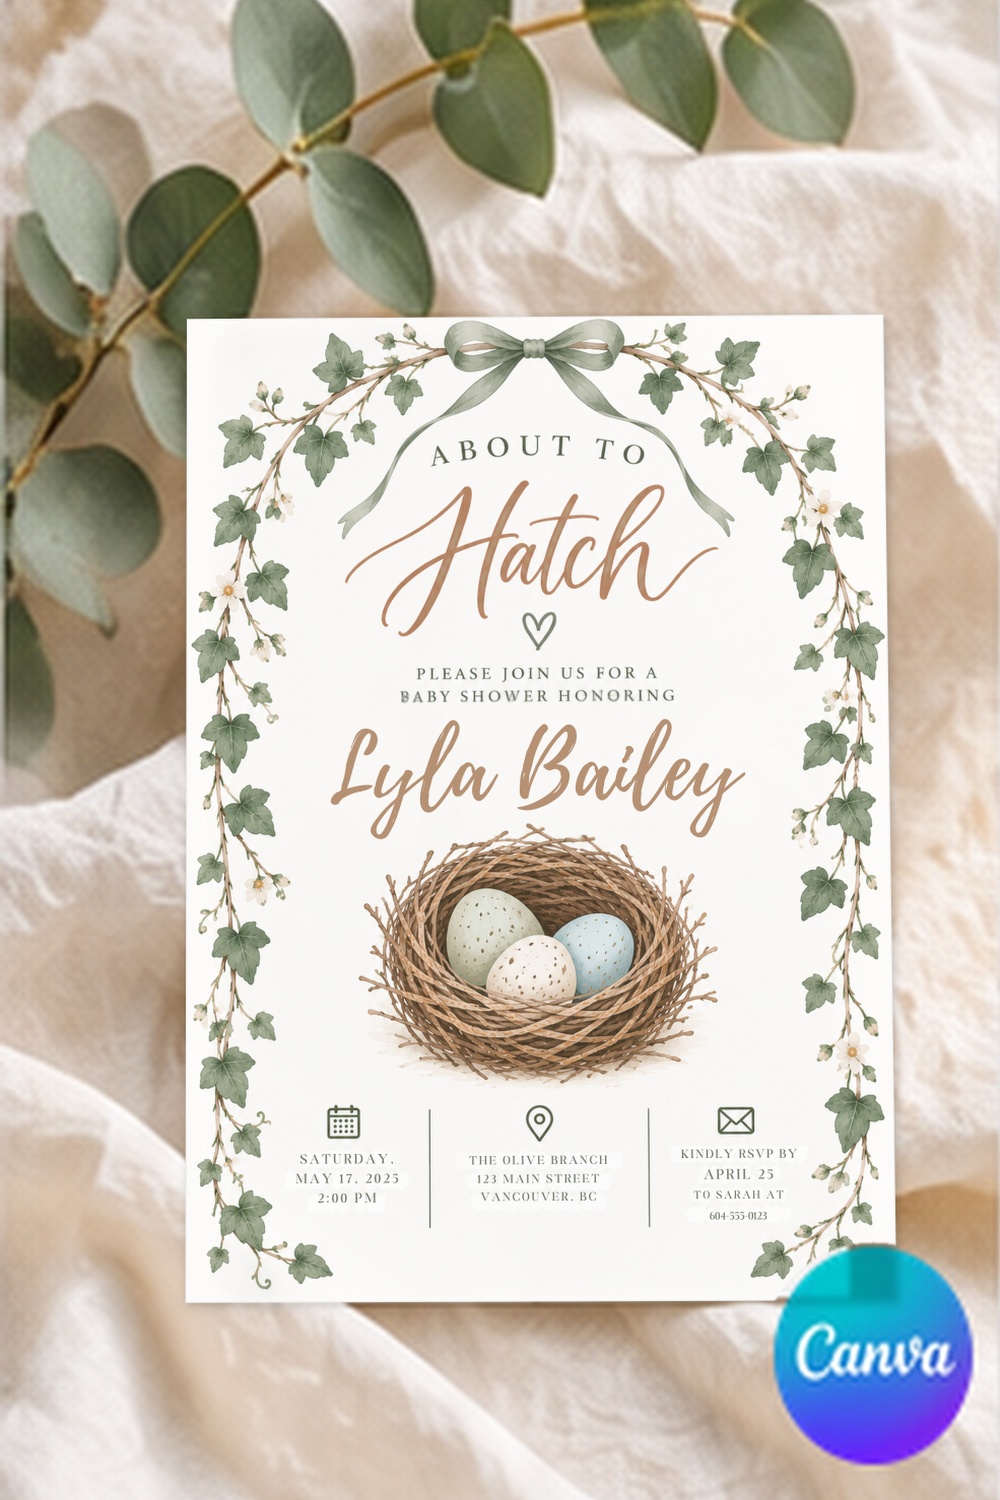 ABOUT TO
Hatch
PLEASE JOIN US FOR A
BABY SHOWER HONORING
Lyla Bailey
SATURDAY,
MAY 17, 2025
2:00 PM
THE OLIVE BRANCH
123 MAIN STREET
VANCOUVER, BC
KINDLY RSVP BY
APRIL 25
TO SARAH AT
604-555-0123
Canva